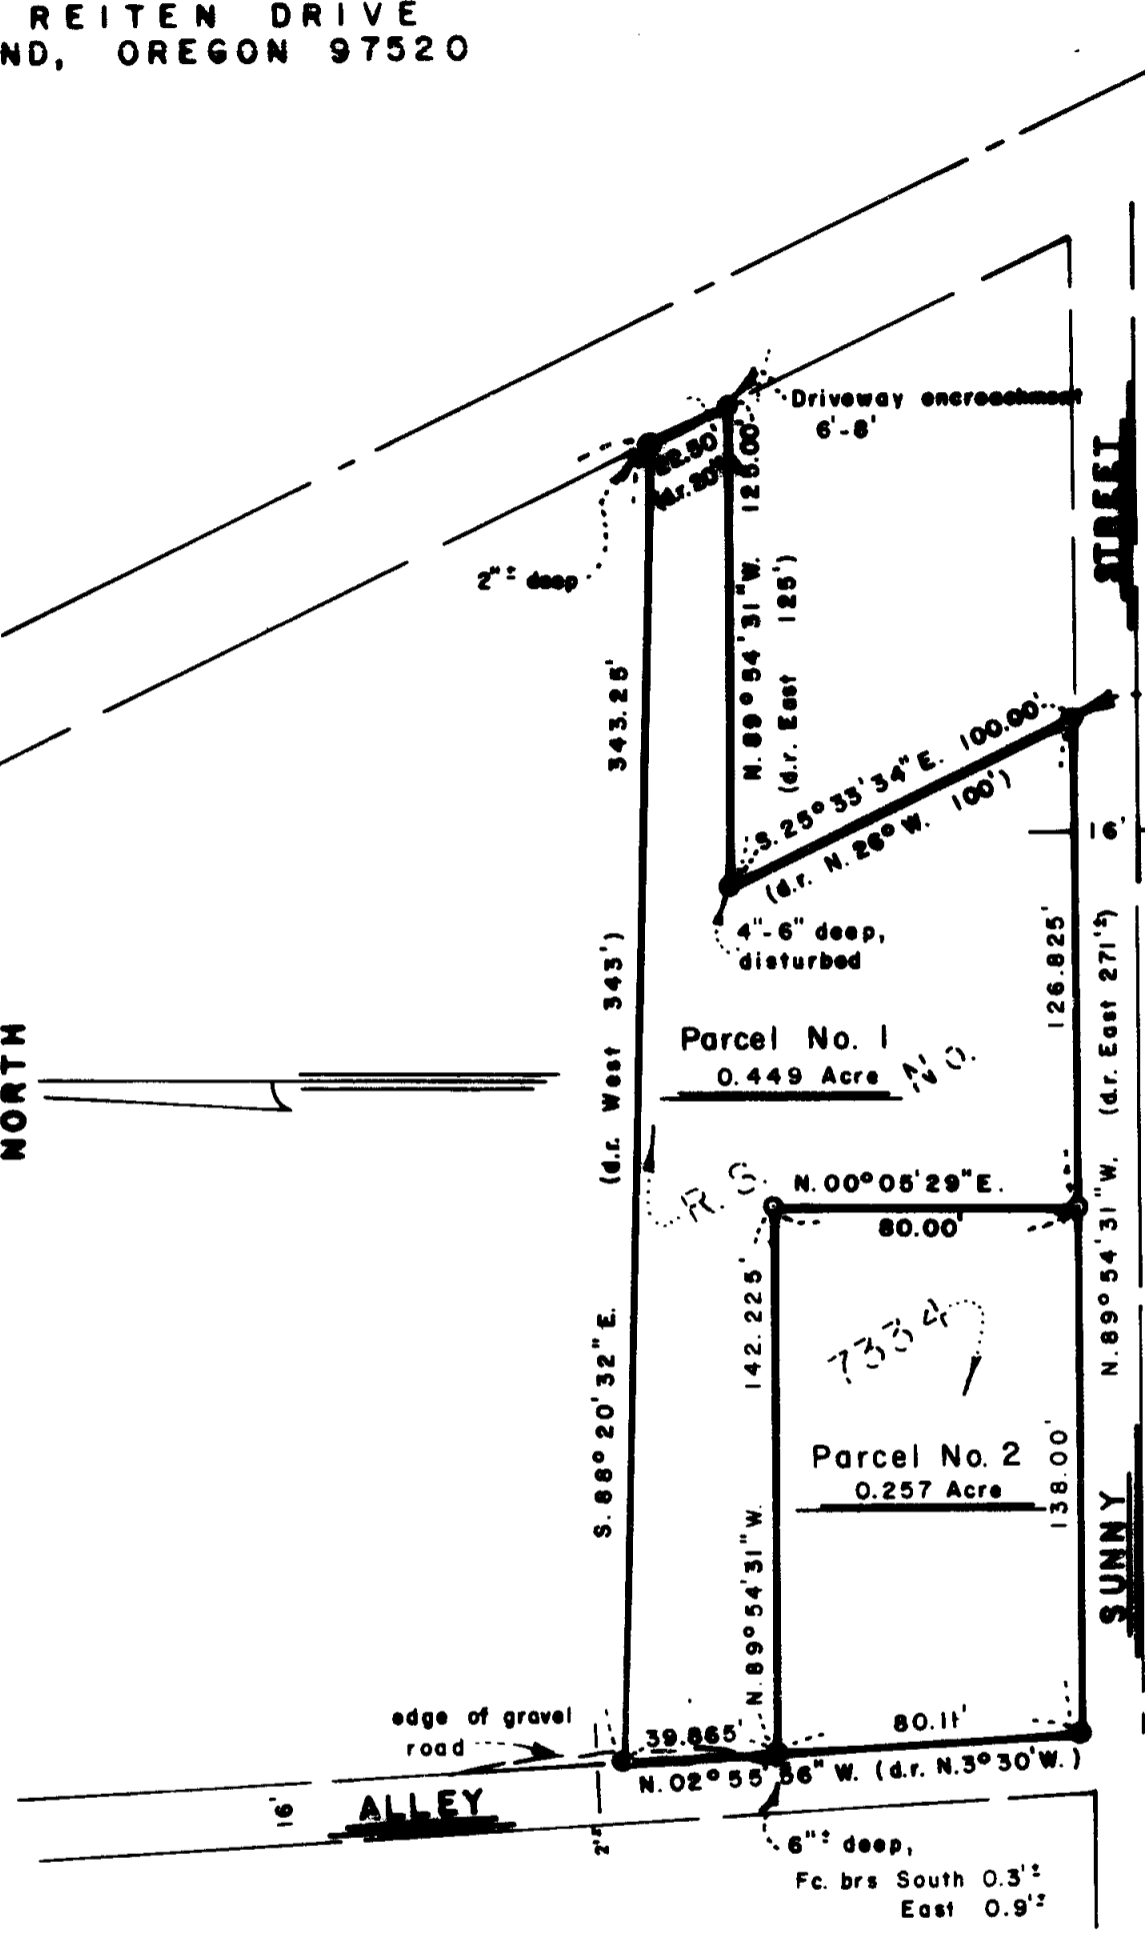 REITEN DRIVE
ND, OREGON 97520
Driveway encroachment
6'-8'
22.50'
(d.r. 20')
125.00'
N.89°54'31"W.
(d.r. East 125')
2"± deep
STREET
343.25'
(d.r. West 343')
S.88°20'32"E.
S.25°33'34"E. 100.00'
(d.r. N.26°W. 100')
16'
4"-6" deep,
disturbed
126.825'
(d.r. East 271'±)
N.89°54'31"W.
NORTH
Parcel No. 1
0.449 Acre
R.S. NO.
7334
N.00°05'29"E.
80.00'
142.225'
N.89°54'31"W.
Parcel No. 2
0.257 Acre
138.00'
SUNNY
edge of gravel
road
39.865'
80.11'
N.02°55'56"W. (d.r. N.3°30'W.)
16'
ALLEY
2'±
6"± deep,
Fc. brs South 0.3'±
East 0.9'±